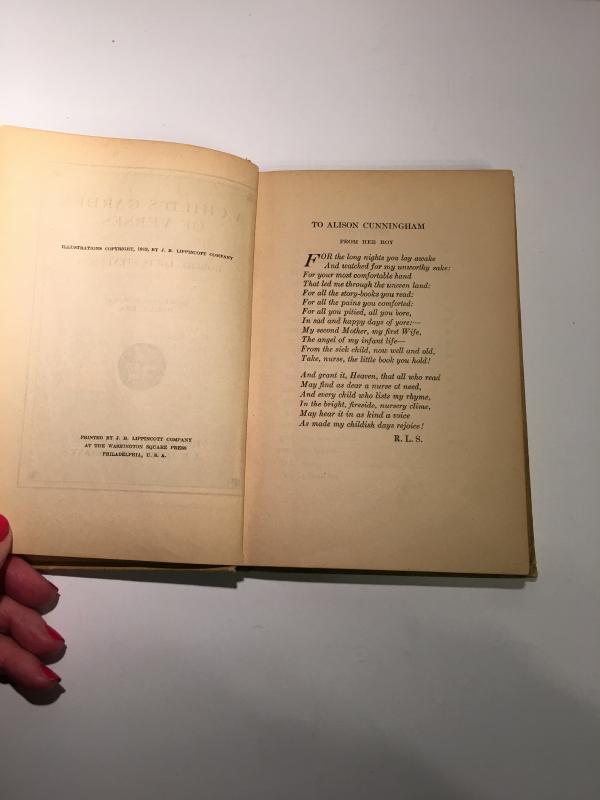 ILLUSTRATIONS COPYRIGHT, 1919, BY J. B. LIPPINCOTT COMPANY
PRINTED BY J. B. LIPPINCOTT COMPANY
AT THE WASHINGTON SQUARE PRESS
PHILADELPHIA, U. S. A.
TO ALISON CUNNINGHAM
FROM HER BOY
FOR the long nights you lay awake
And watched for my unworthy sake:
For your most comfortable hand
That led me through the uneven land:
For all the story-books you read:
For all the pains you comforted:
For all you pitied, all you bore,
In sad and happy days of yore:—
My second Mother, my first Wife,
The angel of my infant life—
From the sick child, now well and old,
Take, nurse, the little book you hold!
And grant it, Heaven, that all who read
May find as dear a nurse at need,
And every child who lists my rhyme,
In the bright, fireside, nursery clime,
May hear it in as kind a voice
As made my childish days rejoice!
R. L. S.